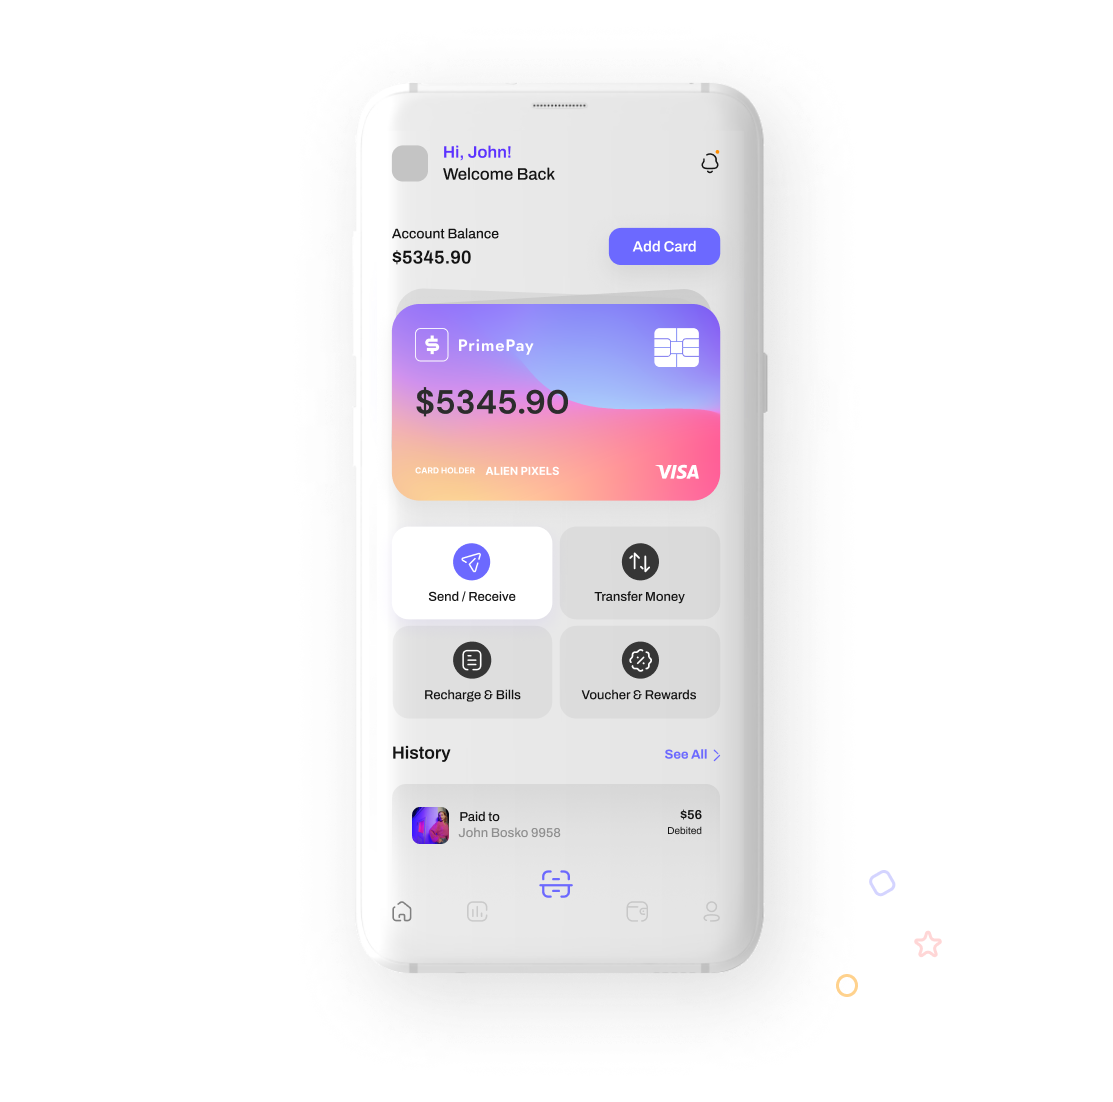 Hi, John!
Welcome Back
Account Balance
$5345.90
Add Card
PrimePay
$5345.90
CARD HOLDER ALIEN PIXELS
VISA
Send / Receive
Transfer Money
Recharge & Bills
Voucher & Rewards
History
See All
Paid to
John Bosko 9958
$56
Debited